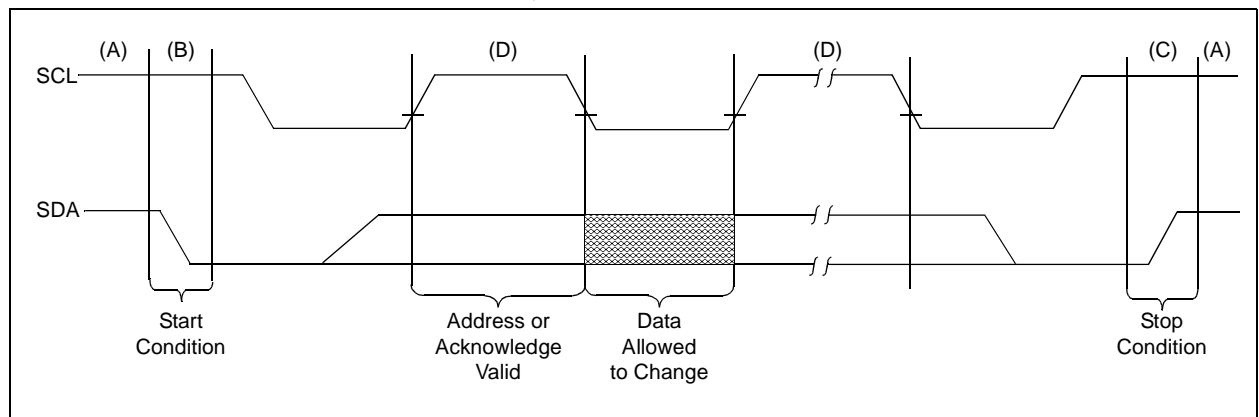 (A) (B) (D) (D) (C) (A)
SCL
SDA
Start
Condition
Address or
Acknowledge
Valid
Data
Allowed
to Change
Stop
Condition